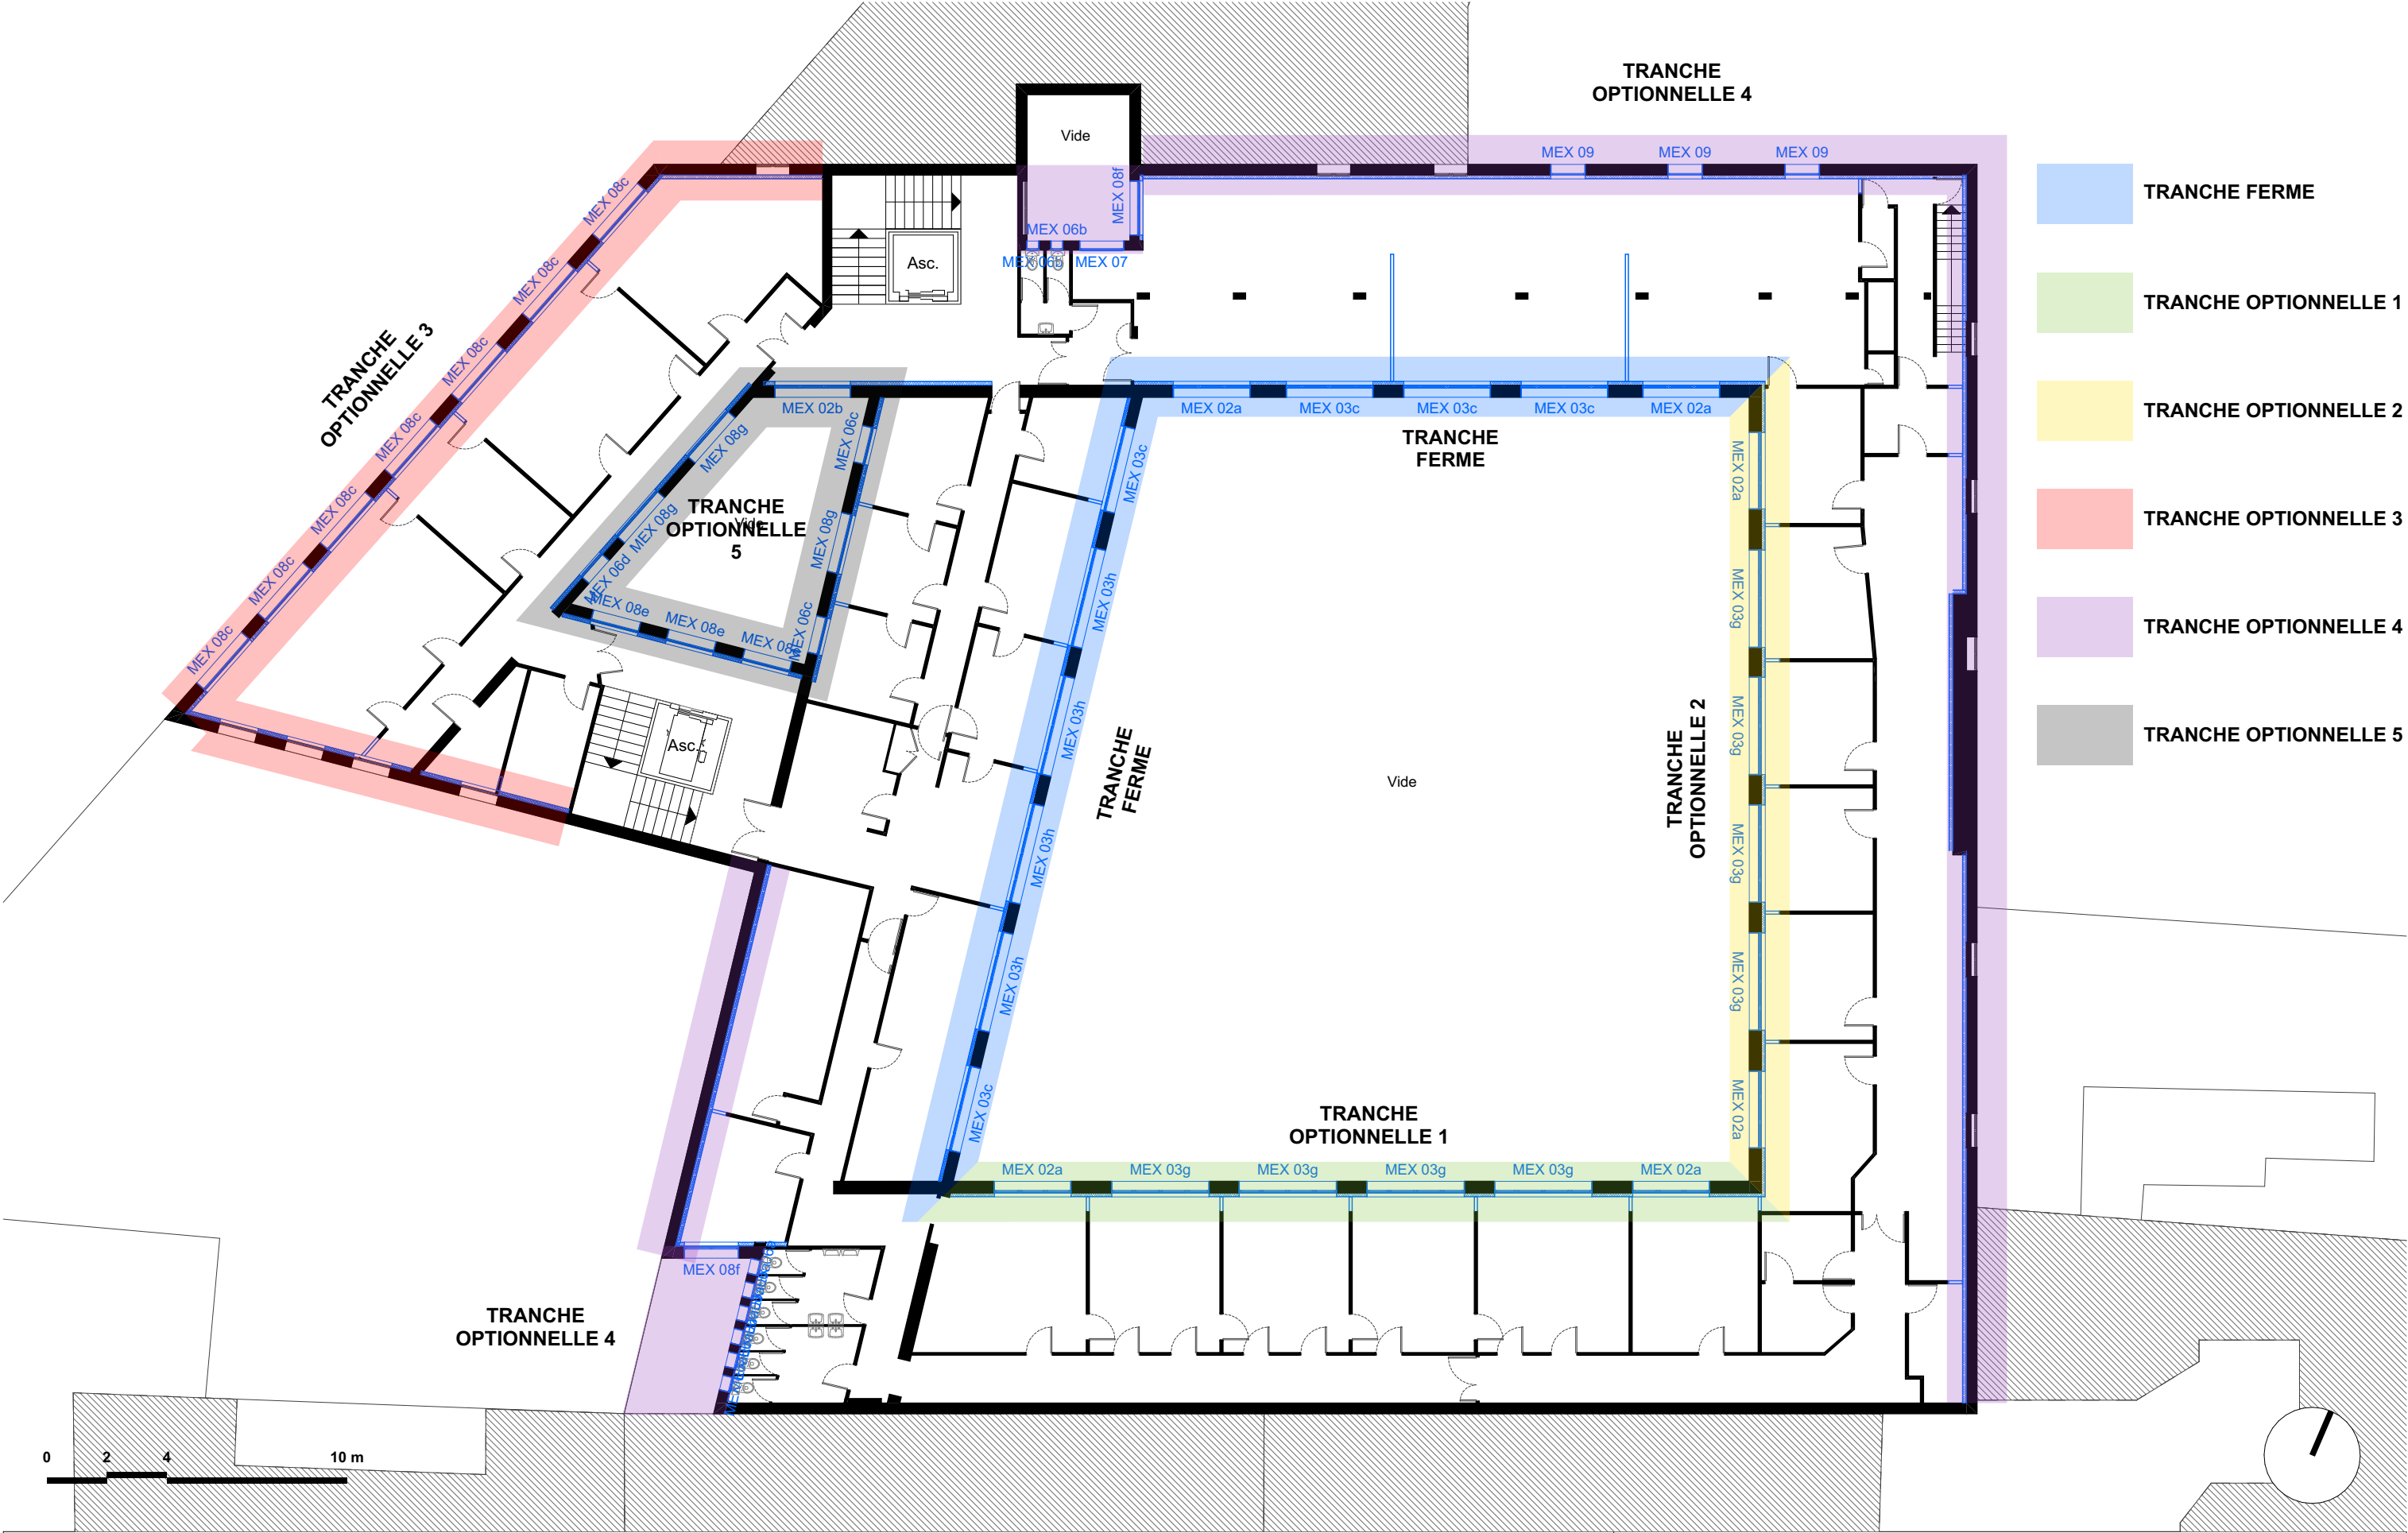 TRANCHE
OPTIONNELLE 4
Vide
MEX 09
MEX 09
MEX 09
TRANCHE FERME
MEX 08f
MEX 08c
MEX 06b
MEX 07
Asc.
MEX 08c
TRANCHE OPTIONNELLE 1
TRANCHE
OPTIONNELLE 3
MEX 08c
MEX 08c
MEX 08c
MEX 08c
MEX 08c
MEX 02b
MEX 02a
MEX 03c
MEX 03c
MEX 03c
MEX 02a
TRANCHE OPTIONNELLE 2
TRANCHE
FERME
MEX 08g
MEX 06c
MEX 03c
MEX 02a
TRANCHE
OPTIONNELLE
5
Vide
MEX 08g
MEX 08g
TRANCHE OPTIONNELLE 3
MEX 06d
MEX 08e
MEX 08e
MEX 06c
MEX 03h
MEX 03g
TRANCHE OPTIONNELLE 4
MEX 03h
MEX 03g
Asc.
TRANCHE
FERME
Vide
TRANCHE
OPTIONNELLE 2
TRANCHE OPTIONNELLE 5
MEX 03h
MEX 03g
MEX 03h
MEX 03g
MEX 03c
MEX 02a
TRANCHE
OPTIONNELLE 1
MEX 02a
MEX 03g
MEX 03g
MEX 03g
MEX 03g
MEX 02a
MEX 08f
TRANCHE
OPTIONNELLE 4
0 2 4 10 m